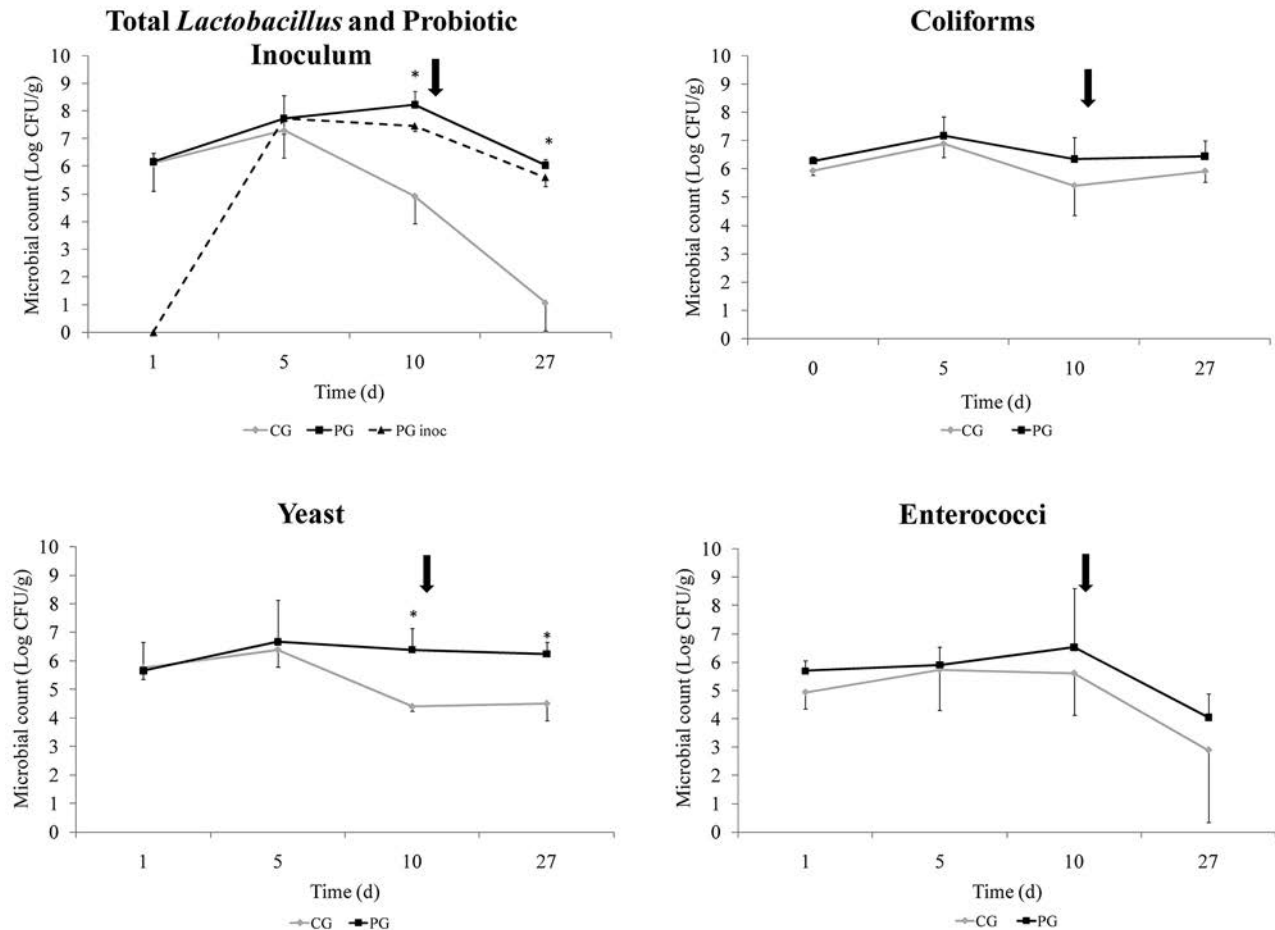 Total Lactobacillus and Probiotic
Inoculum
Microbial count (Log CFU/g)
10
9
8
7
6
5
4
3
2
1
0
*
*
1 5 10 27
Time (d)
CG PG PG inoc
Coliforms
Microbial count (Log CFU/g)
10
9
8
7
6
5
4
3
2
1
0
0 5 10 27
Time (d)
CG PG
Yeast
Microbial count (Log CFU/g)
10
9
8
7
6
5
4
3
2
1
0
*
*
1 5 10 27
Time (d)
CG PG
Enterococci
Microbial count (Log CFU/g)
10
9
8
7
6
5
4
3
2
1
0
1 5 10 27
Time (d)
CG PG